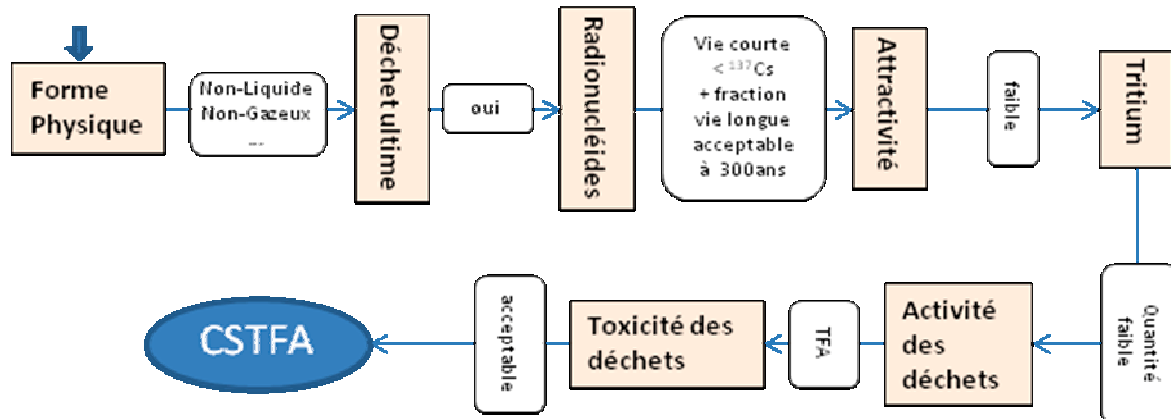 Forme
Physique
Non-Liquide
Non-Gazeux
...
Déchet ultime
oui
Radionucléides
Vie courte
< ¹³⁷Cs
+ fraction
vie longue
acceptable
à 300ans
Attractivité
faible
Tritium
Quantité
faible
Activité
des
déchets
TFA
Toxicité des
déchets
acceptable
CSTFA